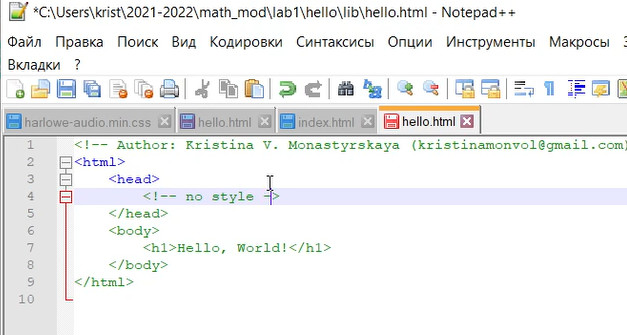 *C:\Users\krist\2021-2022\math_mod\lab1\hello\lib\hello.html - Notepad++
Файл Правка Поиск Вид Кодировки Синтаксисы Опции Инструменты Макросы З
Вкладки ?
harlowe-audio.min.css hello.html index.html hello.html
1 <!-- Author: Kristina V. Monastyrskaya (kristinamonvol@gmail.com)
2 <html>
3 <head>
4 <!-- no style ->
5 </head>
6 <body>
7 <h1>Hello, World!</h1>
8 </body>
9 </html>
10